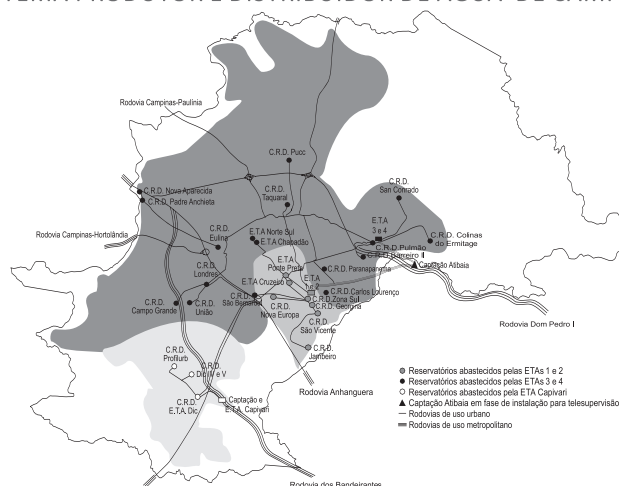 Rodovia Campinas-Paulínia
C.R.D. Pucc
C.R.D.
Taquaral
C.R.D.
San Conrado
C.R.D. Nova Aparecida
C.R.D. Padre Anchieta
E.T.A
3 e 4
C.R.D.
Eulina
E.T.A Norte Sul
E.T.A Chapadão
C.R.D. Colinas
do Ermitage
Rodovia Campinas-Hortolândia
C.R.D. Pulmão
C.R.D. Barreiro II
Captação Atibaia
E.T.A.
Ponte Preta
C.R.D.
Londres
C.R.D. Paranapanema
E.T.A Cruzeiro
E.T.A
1 e 2
C.R.D.
São Bernardo
C.R.D. Carlos Lourenço
C.R.D. Zona Sul
C.R.D.
Campo Grande
C.R.D.
União
C.R.D.
Nova Europa
C.R.D. Georgina
C.R.D.
São Vicente
Rodovia Dom Pedro I
C.R.D.
Profilurb
C.R.D.
Dic IV e V
C.R.D.
Jambeiro
Rodovia Anhanguera
C.R.D.
E.T.A. Dic.
Captação e
E.T.A. Capivari
Reservatórios abastecidos pelas ETAs 1 e 2
Reservatórios abastecidos pelas ETAs 3 e 4
Reservatórios abastecidos pela ETA Capivari
Captação Atibaia em fase de instalação para telesupervisão
Rodovias de uso urbano
Rodovias de uso metropolitano
Rodovia dos Bandeirantes